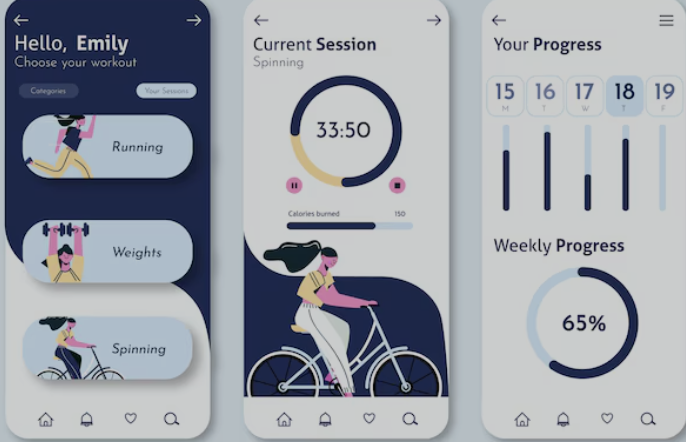 Hello, Emily
Choose your workout
Categories
Your Sessions
Running
Weights
Spinning
Current Session
Spinning
33:50
Calories burned
150
Your Progress
15 16 17 18 19
M T W T F
Weekly Progress
65%